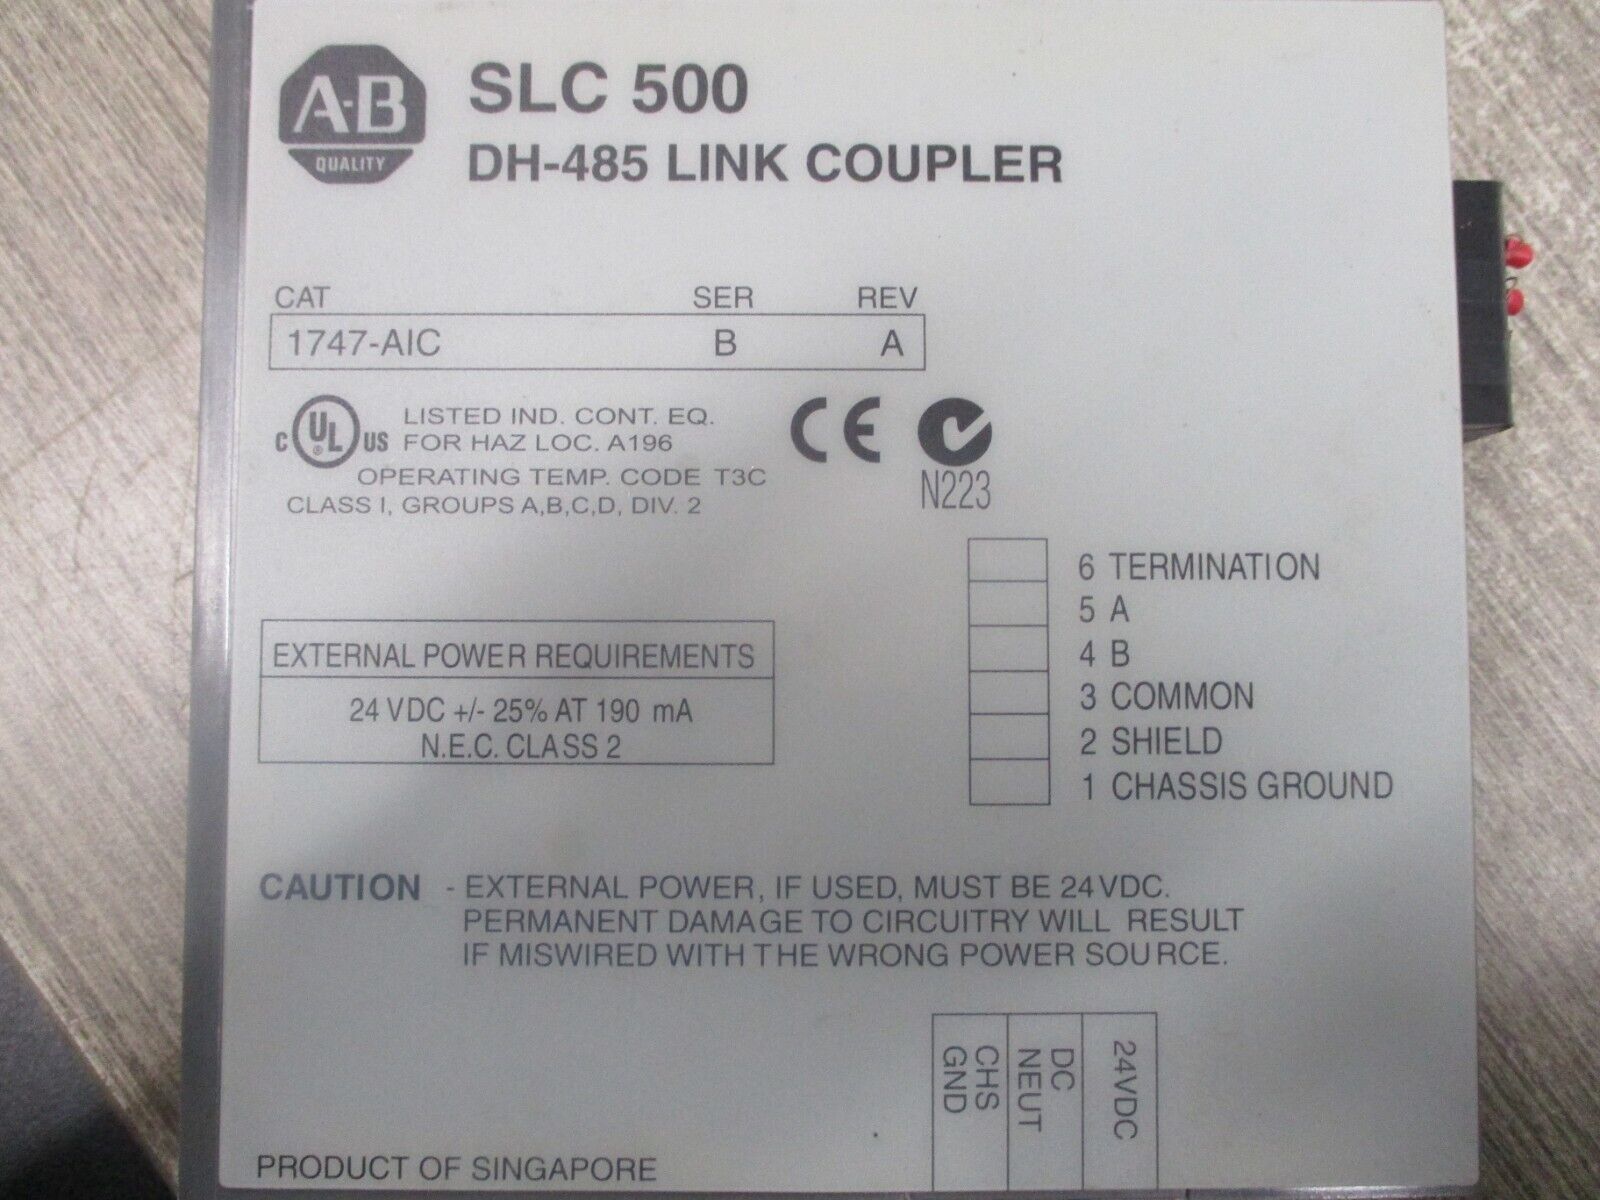 A-B
QUALITY
SLC 500
DH-485 LINK COUPLER
CAT SER REV
1747-AIC B A
C UL ® US
LISTED IND. CONT. EQ.
FOR HAZ LOC. A196
OPERATING TEMP. CODE T3C
CLASS I, GROUPS A,B,C,D, DIV. 2
CE
N223
6 TERMINATION
5 A
4 B
3 COMMON
2 SHIELD
1 CHASSIS GROUND
EXTERNAL POWER REQUIREMENTS
24 VDC +/- 25% AT 190 mA
N.E.C. CLASS 2
CAUTION - EXTERNAL POWER, IF USED, MUST BE 24VDC.
PERMANENT DAMAGE TO CIRCUITRY WILL RESULT
IF MISWIRED WITH THE WRONG POWER SOURCE.
CHS
GND
DC
NEUT
24VDC
PRODUCT OF SINGAPORE